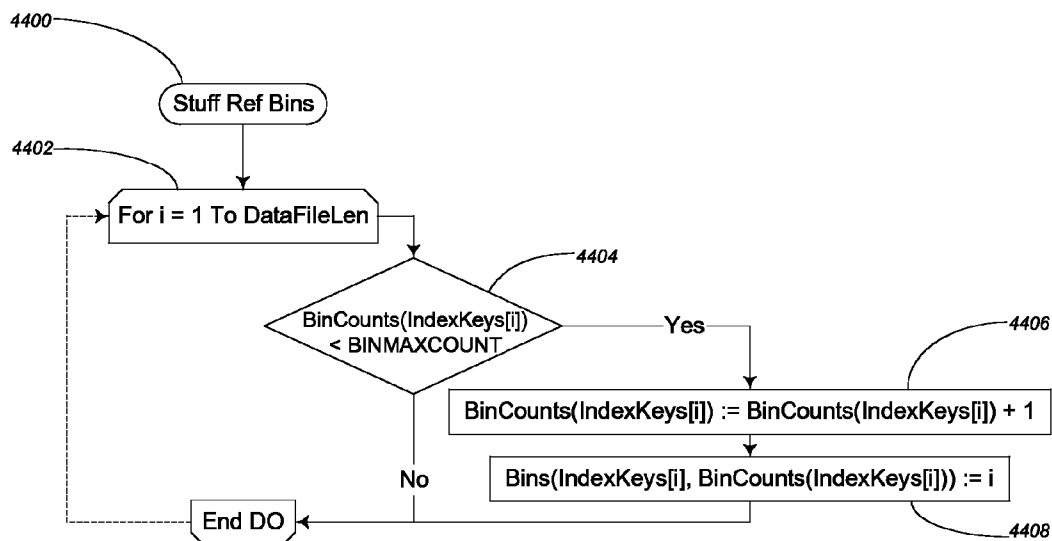 4400
Stuff Ref Bins
4402
For i = 1 To DataFileLen
4404
BinCounts(IndexKeys[i])
< BINMAXCOUNT
Yes
4406
BinCounts(IndexKeys[i]) := BinCounts(IndexKeys[i]) + 1
No
Bins(IndexKeys[i], BinCounts(IndexKeys[i])) := i
End DO
4408